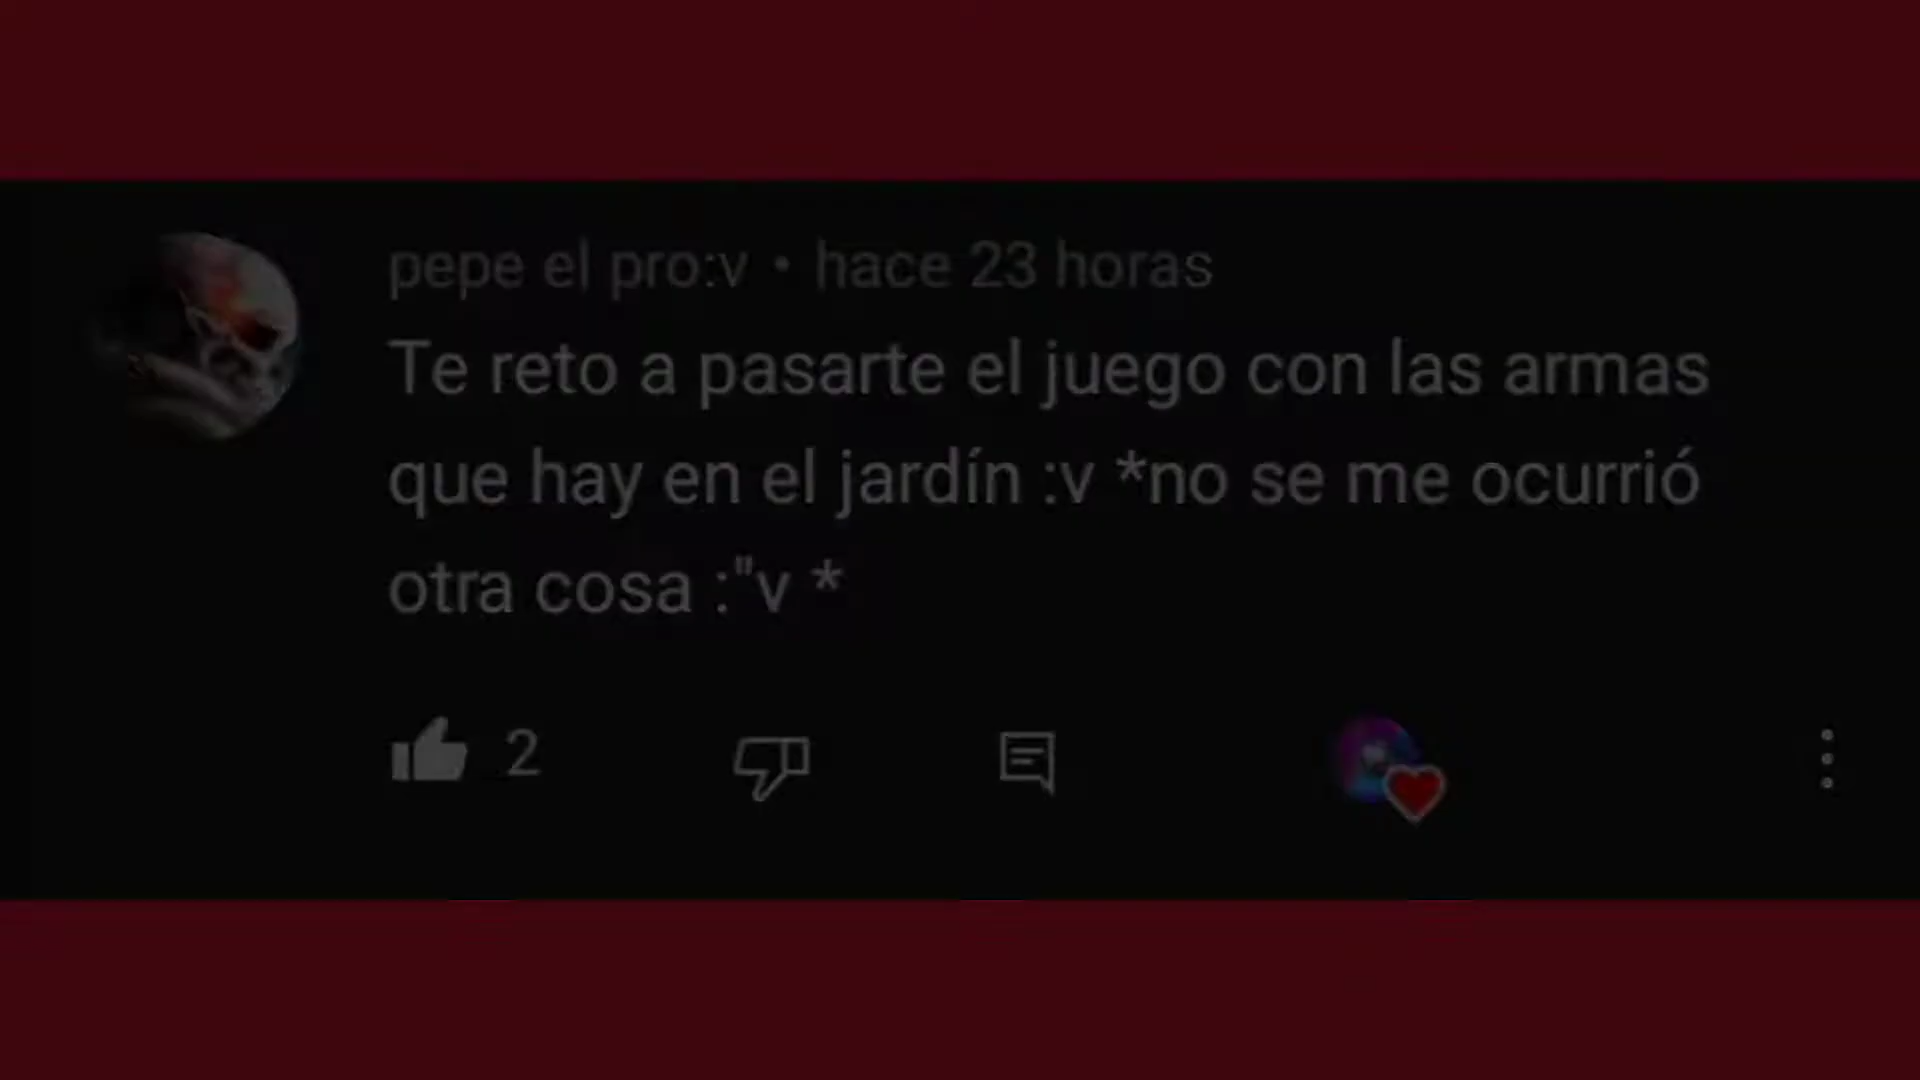 pepe el pro:v • hace 23 horas
Te reto a pasarte el juego con las armas
que hay en el jardín :v *no se me ocurrió
otra cosa :"v *
2